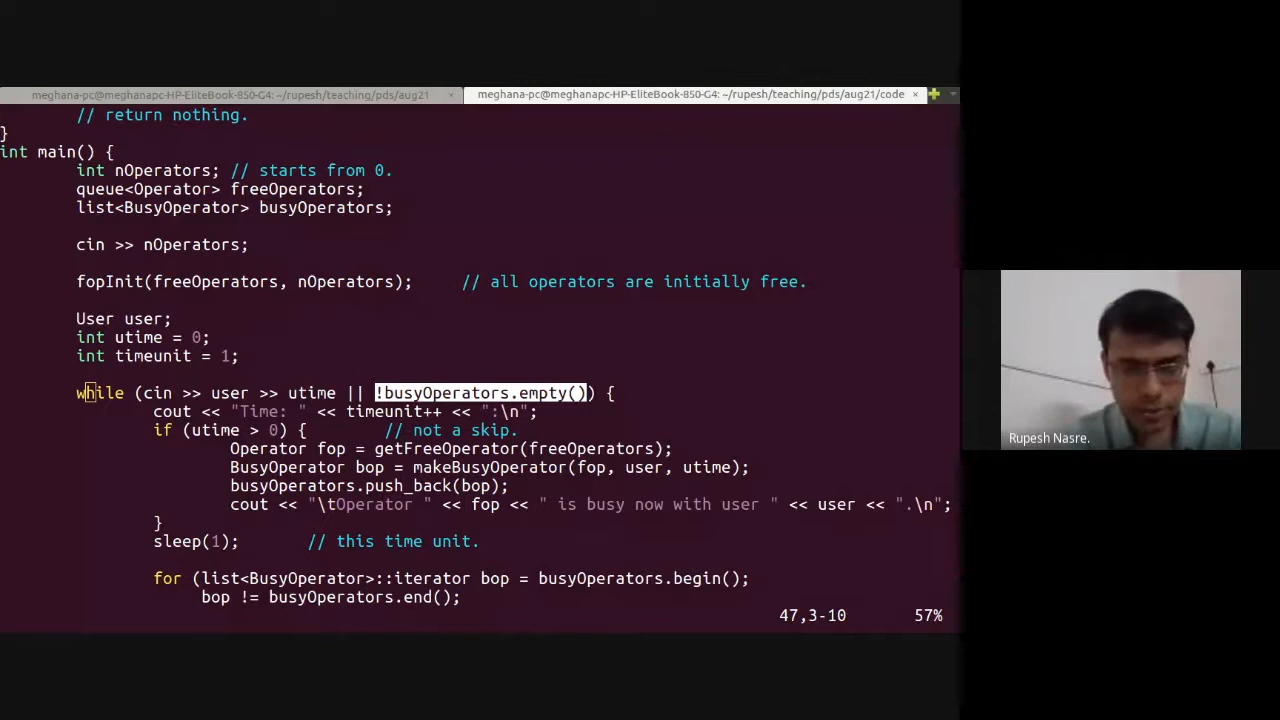 meghana-pc@meghanapc-HP-EliteBook-850-G4: ~/rupesh/teaching/pds/aug21 × meghana-pc@meghanapc-HP-EliteBook-850-G4: ~/rupesh/teaching/pds/aug21/code ×
// return nothing.
}
int main() {
int nOperators; // starts from 0.
queue<Operator> freeOperators;
list<BusyOperator> busyOperators;
cin >> nOperators;
fopInit(freeOperators, nOperators); // all operators are initially free.
User user;
int utime = 0;
int timeunit = 1;
while (cin >> user >> utime || !busyOperators.empty()) {
cout << "Time: " << timeunit++ << ":\n";
if (utime > 0) { // not a skip.
Operator fop = getFreeOperator(freeOperators);
BusyOperator bop = makeBusyOperator(fop, user, utime);
busyOperators.push_back(bop);
cout << "\tOperator " << fop << " is busy now with user " << user << ".\n";
}
sleep(1); // this time unit.
for (list<BusyOperator>::iterator bop = busyOperators.begin();
bop != busyOperators.end();
47,3-10 57%
Rupesh Nasre.